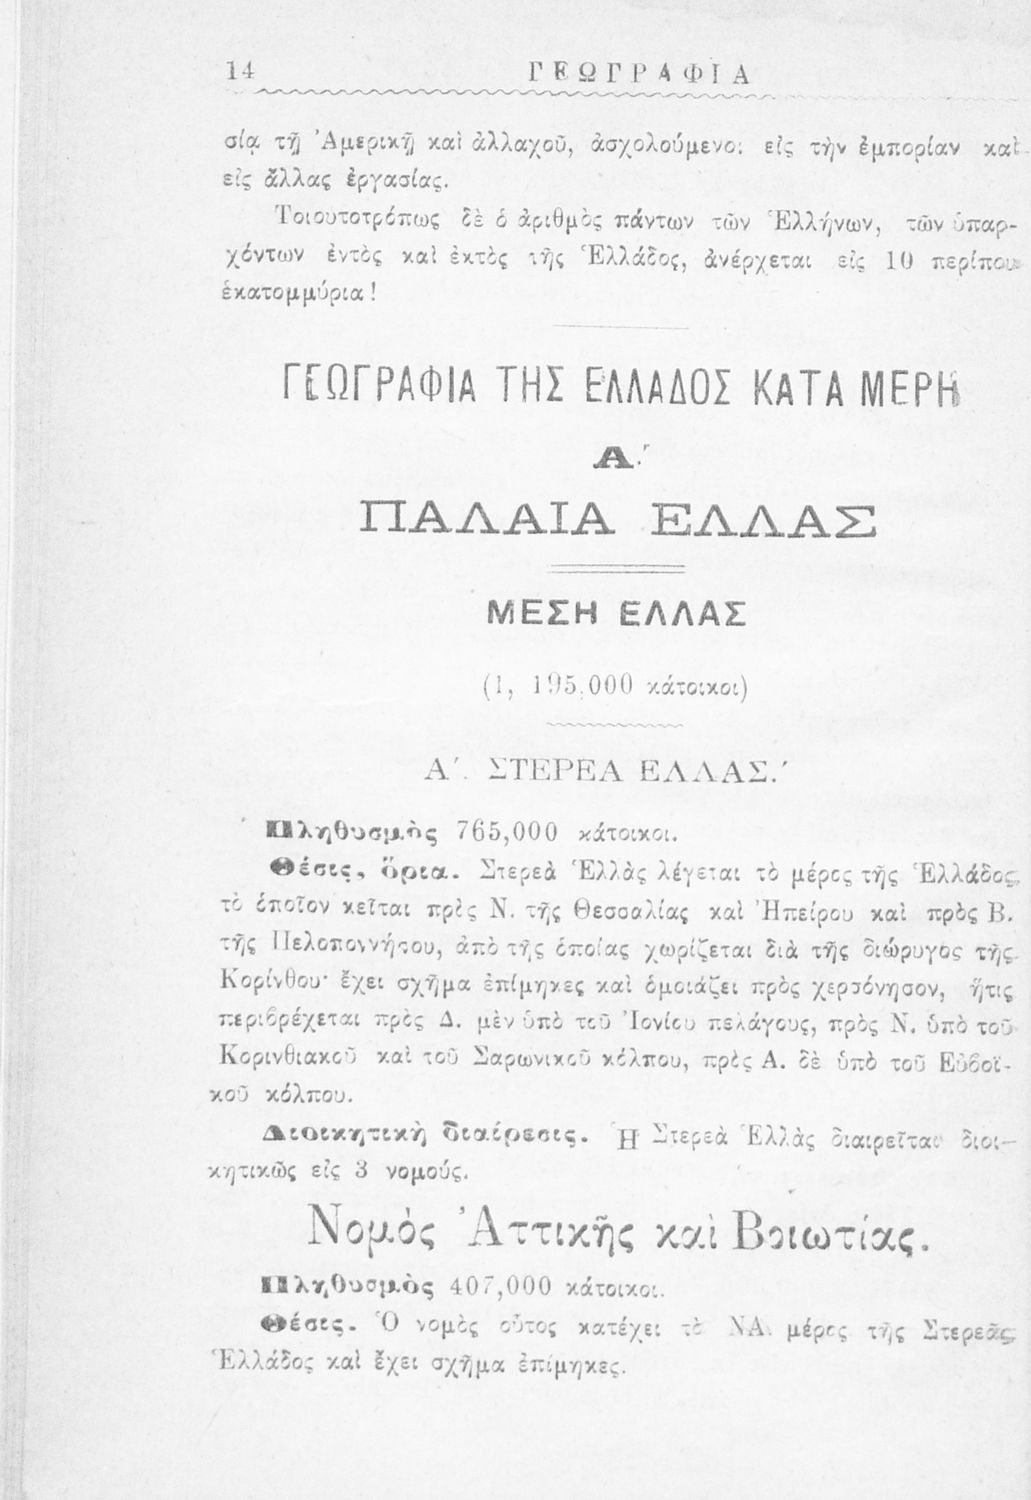 14 ΓΕΩΓΡΑΦΙΑ
σίᾳ τῇ Ἀμερικῇ καὶ ἀλλαχοῦ, ἀσχολούμενοι εἰς τὴν ἐμπορίαν καὶ
εἰς ἄλλας ἐργασίας.
Τοιουτοτρόπως δὲ ὁ ἀριθμὸς πάντων τῶν Ἑλλήνων, τῶν ὑπαρ-
χόντων ἐντὸς καὶ ἐκτὸς τῆς Ἑλλάδος, ἀνέρχεται εἰς 10 περίπου
ἑκατομμύρια!
ΓΕΩΓΡΑΦΙΑ ΤΗΣ ΕΛΛΑΔΟΣ ΚΑΤΑ ΜΕΡΗ
Α.΄
ΠΑΛΑΙΑ ΕΛΛΑΣ
ΜΕΣΗ ΕΛΛΑΣ
(1, 195,000 κάτοικοι)
Α΄. ΣΤΕΡΕΑ ΕΛΛΑΣ.΄
Πληθυσμὸς 765,000 κάτοικοι.
Θέσις, ὅρια. Στερεὰ Ἑλλὰς λέγεται τὸ μέρος τῆς Ἑλλάδος,
τὸ ὁποῖον κεῖται πρὸς Ν. τῆς Θεσσαλίας καὶ Ἠπείρου καὶ πρὸς Β.
τῆς Πελοποννήσου, ἀπὸ τῆς ὁποίας χωρίζεται διὰ τῆς διώρυγος τῆς
Κορίνθου· ἔχει σχῆμα ἐπίμηκες καὶ ὁμοιάζει πρὸς χερσόνησον, ἥτις
περιβρέχεται πρὸς Δ. μὲν ὑπὸ τοῦ Ἰονίου πελάγους, πρὸς Ν. ὑπὸ τοῦ
Κορινθιακοῦ καὶ τοῦ Σαρωνικοῦ κόλπου, πρὸς Α. δὲ ὑπὸ τοῦ Εὐβοϊ-
κοῦ κόλπου.
Διοικητικὴ διαίρεσις. Ἡ Στερεὰ Ἑλλὰς διαιρεῖται διοι-
κητικῶς εἰς 3 νομούς.
Νομὸς Ἀττικῆς καὶ Βοιωτίας.
Πληθυσμὸς 407,000 κάτοικοι.
Θέσις. Ὁ νομὸς οὗτος κατέχει τὸ ΝΑ. μέρος τῆς Στερεᾶς
Ἑλλάδος καὶ ἔχει σχῆμα ἐπίμηκες.